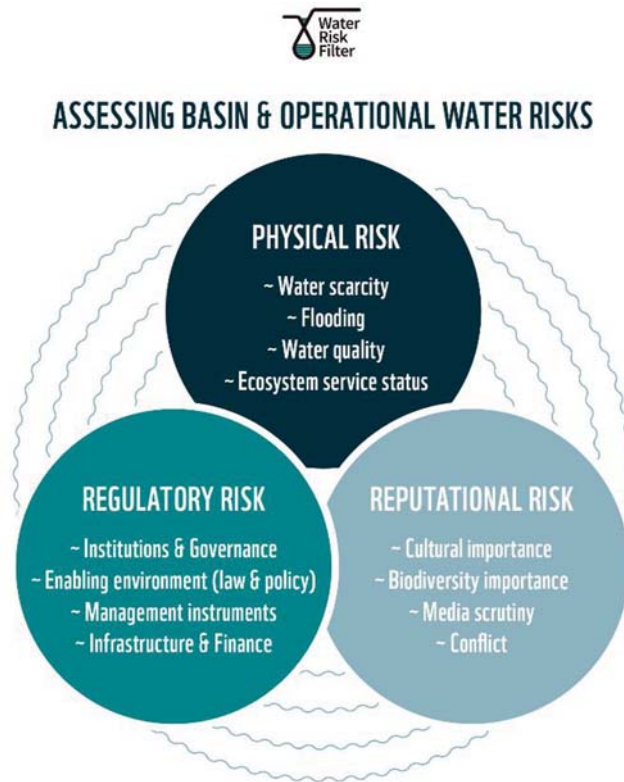 Water
Risk
Filter
ASSESSING BASIN & OPERATIONAL WATER RISKS
PHYSICAL RISK
~ Water scarcity
~ Flooding
~ Water quality
~ Ecosystem service status
REGULATORY RISK
~ Institutions & Governance
~ Enabling environment (law & policy)
~ Management instruments
~ Infrastructure & Finance
REPUTATIONAL RISK
~ Cultural importance
~ Biodiversity importance
~ Media scrutiny
~ Conflict